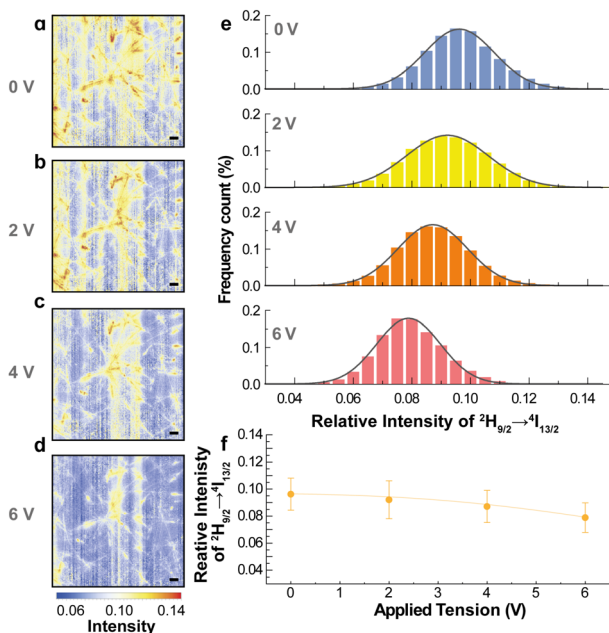 a
0 V
b
2 V
c
4 V
d
6 V
0.06 0.10 0.14
Intensity
e
0 V
0.2
0.1
0.0
2 V
0.2
0.1
0.0
4 V
0.2
0.1
0.0
6 V
0.2
0.1
0.0
Frequency count (%)
0.04 0.06 0.08 0.10 0.12 0.14
Relative Intensity of ²H₉/₂→⁴I₁₃/₂
f
Reative Intenisty
of ²H₉/₂→⁴I₁₃/₂
0.14
0.12
0.10
0.08
0.06
0.04
0 1 2 3 4 5 6
Applied Tension (V)